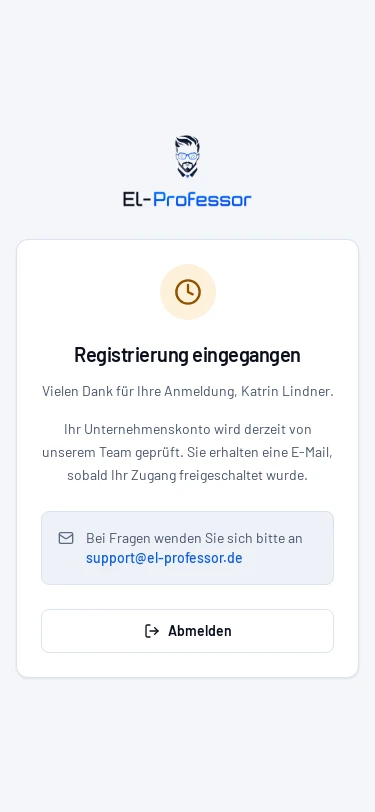 El-Professor
Registrierung eingegangen
Vielen Dank für Ihre Anmeldung, Katrin Lindner.
Ihr Unternehmenskonto wird derzeit von
unserem Team geprüft. Sie erhalten eine E-Mail,
sobald Ihr Zugang freigeschaltet wurde.
Bei Fragen wenden Sie sich bitte an
support@el-professor.de
Abmelden